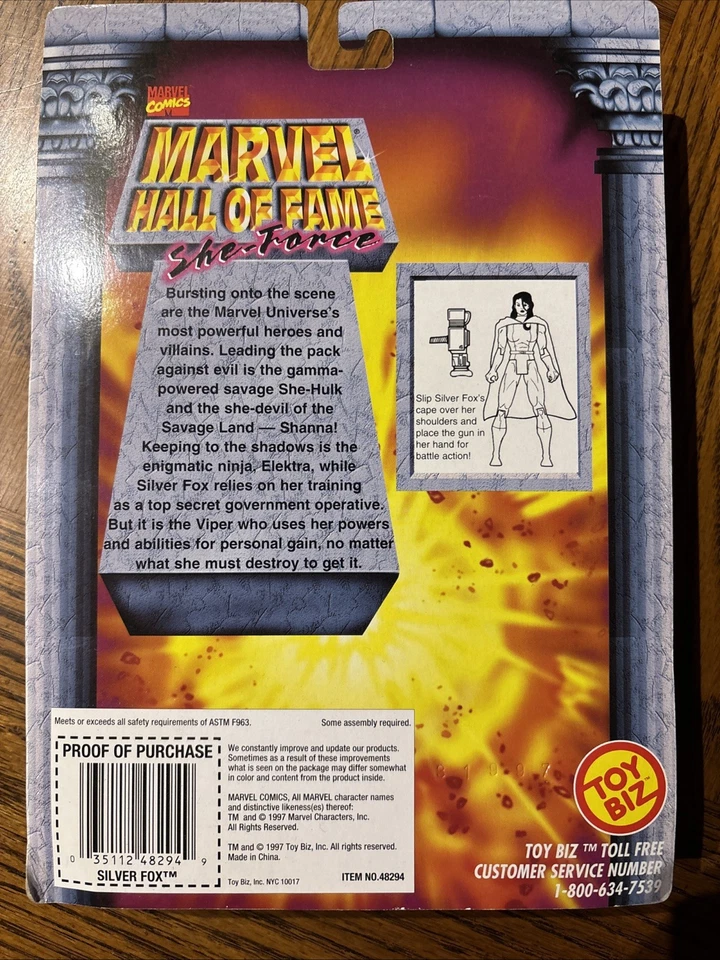 MARVEL
COMICS
MARVEL®
HALL OF FAME
She-Force
Bursting onto the scene
are the Marvel Universe's
most powerful heroes and
villains. Leading the pack
against evil is the gamma-
powered savage She-Hulk
and the she-devil of the
Savage Land — Shanna!
Keeping to the shadows is the
enigmatic ninja, Elektra, while
Silver Fox relies on her training
as a top secret government operative.
But it is the Viper who uses her powers
and abilities for personal gain, no matter
what she must destroy to get it.
Slip Silver Fox's
cape over her
shoulders and
place the gun in
her hand for
battle action!
Meets or exceeds all safety requirements of ASTM F963.
Some assembly required.
PROOF OF PURCHASE
0 35112 48294 9
SILVER FOX™
We constantly improve and update our products.
Sometimes as a result of these improvements
what is seen on the package may differ somewhat
in color and content from the product inside.
MARVEL COMICS, All MARVEL character names
and distinctive likeness(es) thereof:
TM and © 1997 Marvel Characters, Inc.
All Rights Reserved.
TM and © 1997 Toy Biz, Inc. All rights reserved.
Made in China.
Toy Biz, Inc. NYC 10017
ITEM NO.48294
TOY
BIZ™
TOY BIZ ™ TOLL FREE
CUSTOMER SERVICE NUMBER
1-800-634-7539